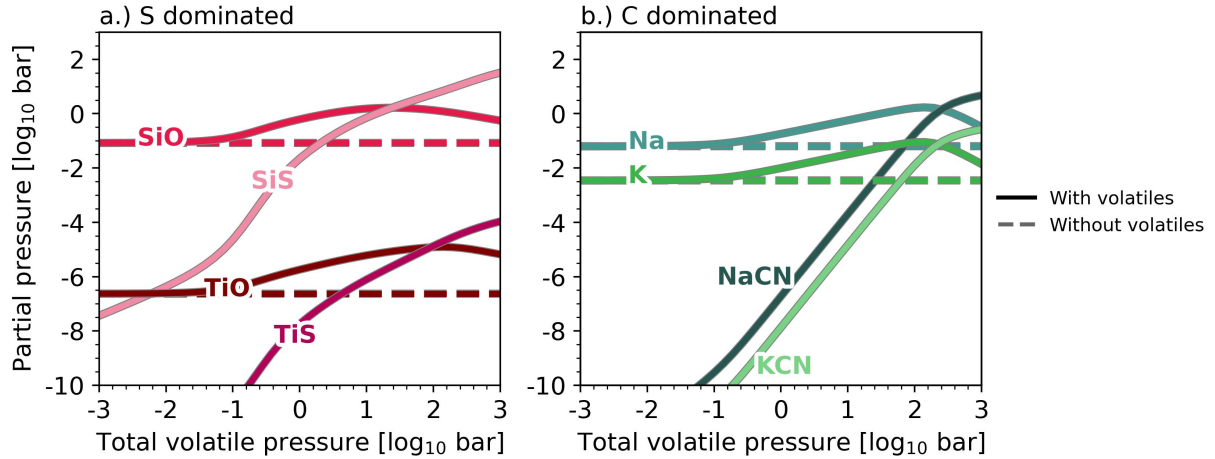 a.) S dominated
b.) C dominated
Partial pressure [log₁₀ bar]
2
0
-2
-4
-6
-8
-10
SiO
SiS
TiO
TiS
-3
-2
-1
0
1
2
3
Total volatile pressure [log₁₀ bar]
2
0
-2
-4
-6
-8
-10
Na
K
NaCN
KCN
-3
-2
-1
0
1
2
3
Total volatile pressure [log₁₀ bar]
With volatiles
Without volatiles